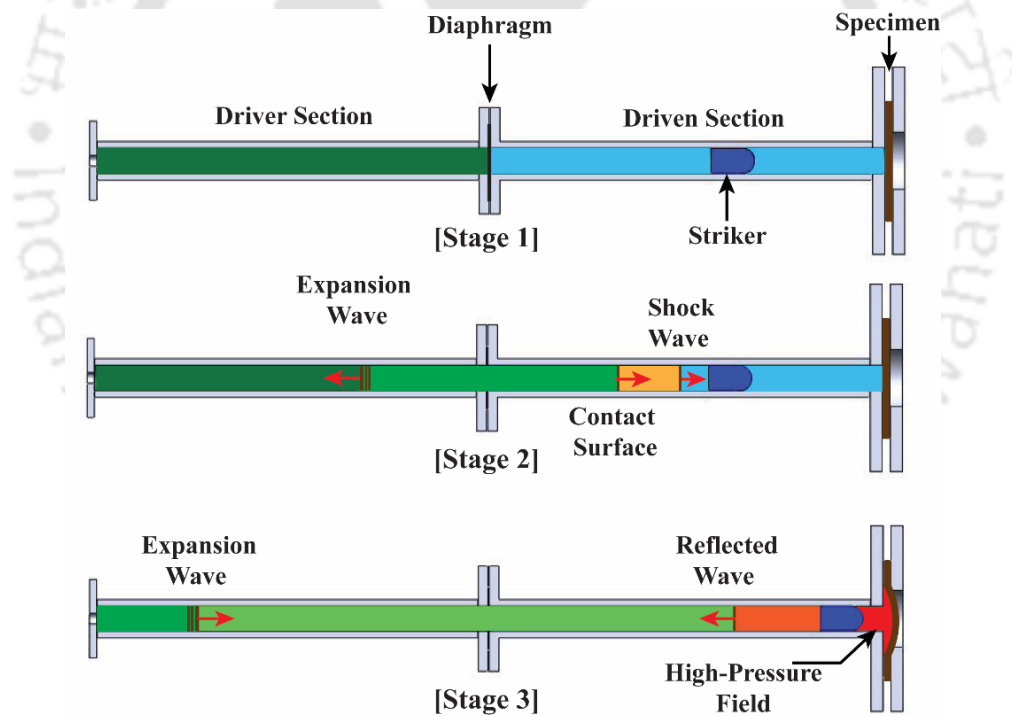 Diaphragm
Specimen
Driver Section
Driven Section
Striker
[Stage 1]
Expansion
Wave
Shock
Wave
Contact
Surface
[Stage 2]
Expansion
Wave
Reflected
Wave
High-Pressure
Field
[Stage 3]